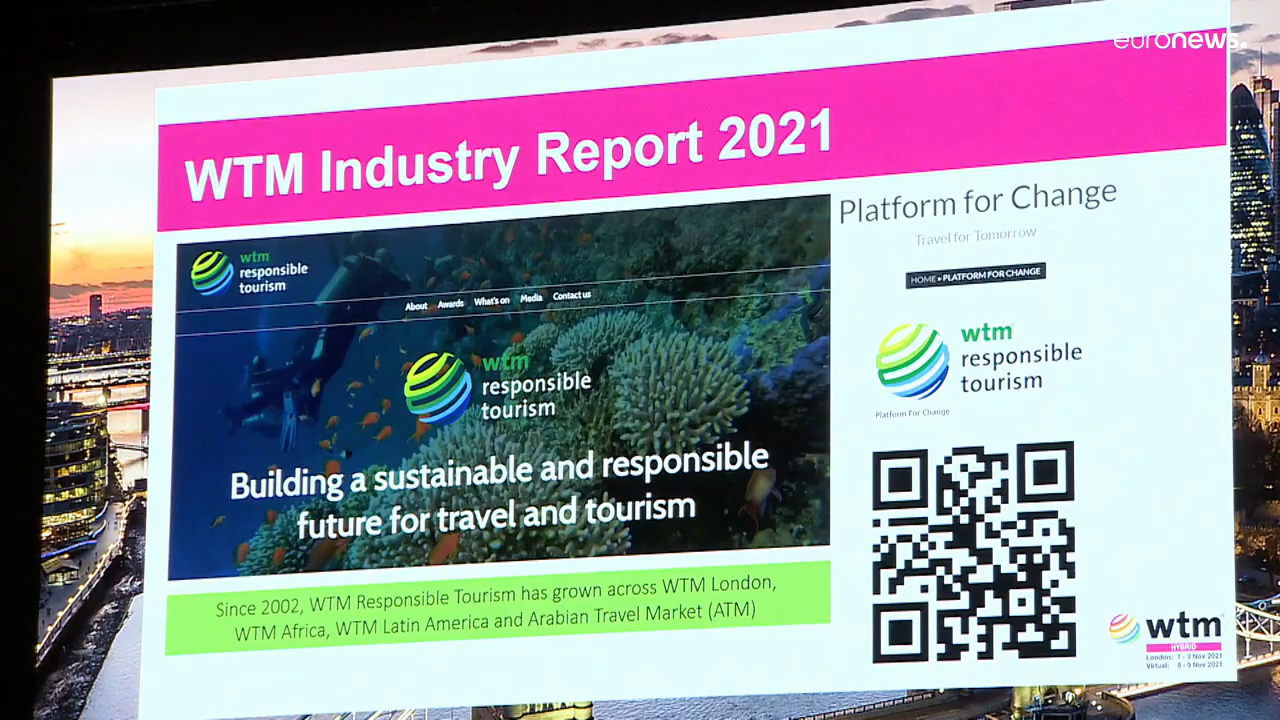 euronews.
WTM Industry Report 2021
wtm
responsible
tourism
About Awards What's on Media Contact us
wtm
responsible
tourism
Building a sustainable and responsible
future for travel and tourism
Since 2002, WTM Responsible Tourism has grown across WTM London,
WTM Africa, WTM Latin America and Arabian Travel Market (ATM)
Platform for Change
Travel for Tomorrow
HOME » PLATFORM FOR CHANGE
wtm
responsible
tourism
Platform For Change
wtm
HYBRID
London: 1 - 3 Nov 2021
Virtual: 8 - 9 Nov 2021